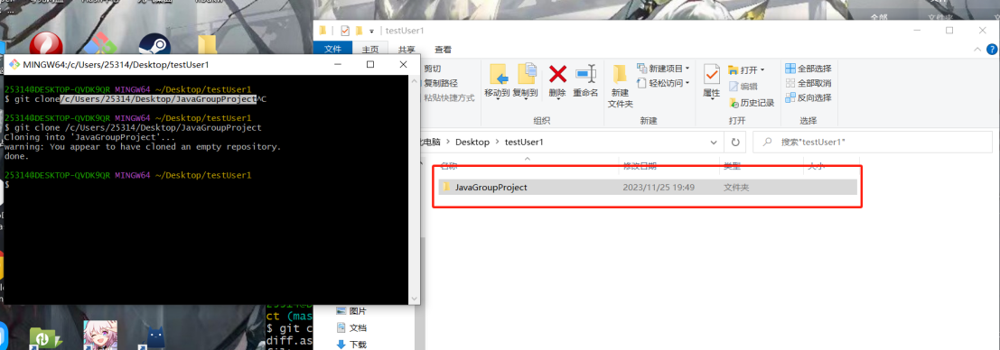 全部
文件夹
testUser1
文件
主页
共享
查看
MINGW64:/c/Users/25314/Desktop/testUser1
剪切
复制路径
粘贴快捷方式
移动到
复制到
删除
重命名
新建
文件夹
新建项目
轻松访问
属性
打开
编辑
历史记录
全部选择
全部取消
反向选择
组织
新建
打开
选择
25314@DESKTOP-QVDK9QR MINGW64 ~/Desktop/testUser1
$ git clone/c/Users/25314/Desktop/JavaGroupProject^C
25314@DESKTOP-QVDK9QR MINGW64 ~/Desktop/testUser1
$ git clone /c/Users/25314/Desktop/JavaGroupProject
Cloning into 'JavaGroupProject'...
warning: You appear to have cloned an empty repository.
done.
25314@DESKTOP-QVDK9QR MINGW64 ~/Desktop/testUser1
$
此电脑 > Desktop > testUser1
搜索"testUser1"
名称
修改日期
类型
大小
JavaGroupProject
2023/11/25 19:49
文件夹
图片
文档
下载
ct (mas
$ git c
diff.as